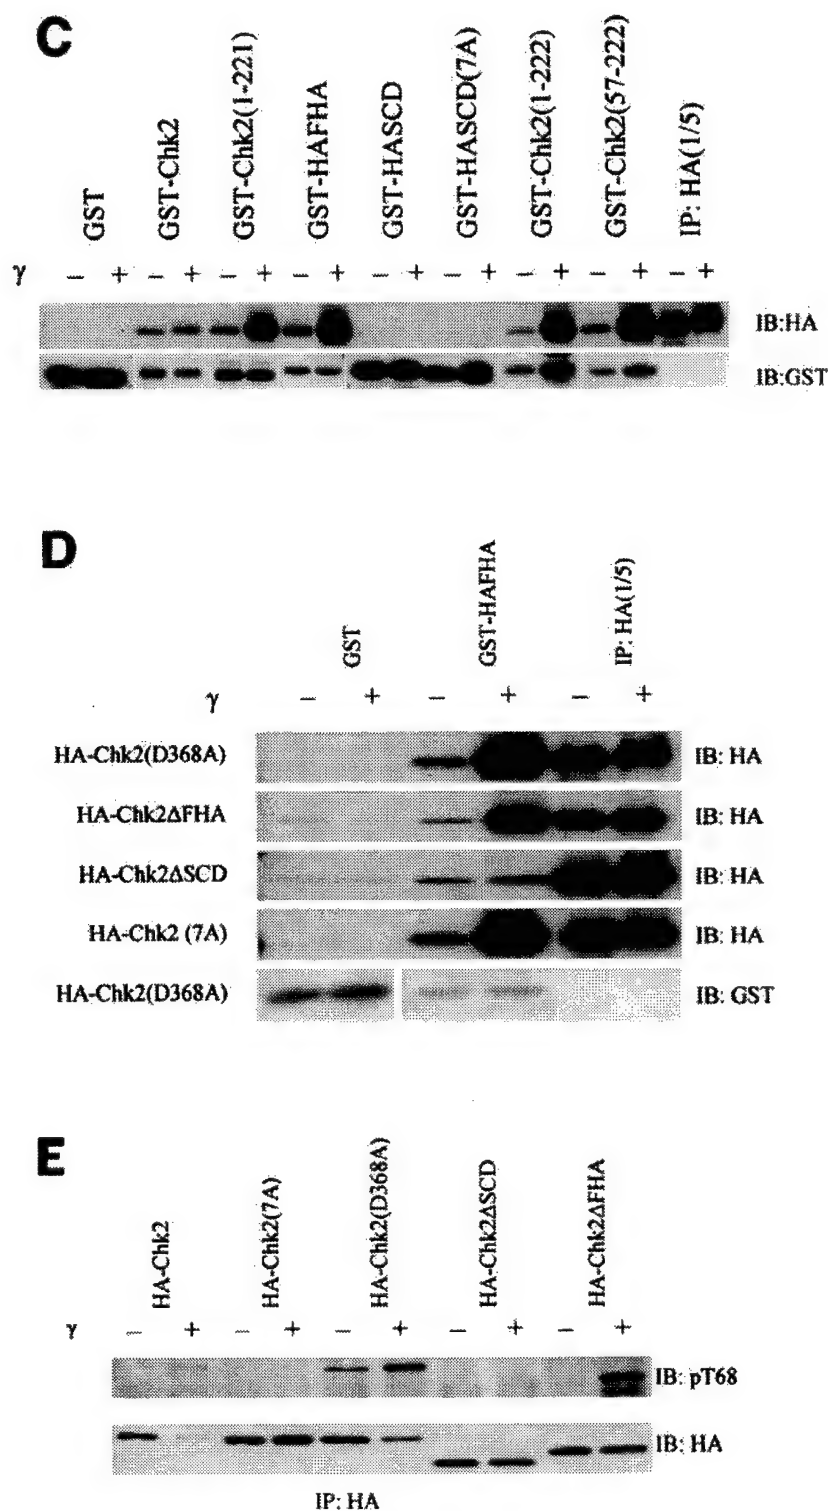 C
GST
GST-Chk2
GST-Chk2(1-221)
GST-HAFHA
GST-HASCD
GST-HASCD(7A)
GST-Chk2(1-222)
GST-Chk2(57-222)
IP: HA(1/5)
γ – + – + – + – + – + – + – + – + – +
IB:HA
IB:GST
D
GST
GST-HAFHA
IP: HA(1/5)
γ – + – + – +
HA-Chk2(D368A) IB: HA
HA-Chk2ΔFHA IB: HA
HA-Chk2ΔSCD IB: HA
HA-Chk2 (7A) IB: HA
HA-Chk2(D368A) IB: GST
E
HA-Chk2
HA-Chk2(7A)
HA-Chk2(D368A)
HA-Chk2ΔSCD
HA-Chk2ΔFHA
γ – + – + – + – + – +
IB: pT68
IB: HA
IP: HA